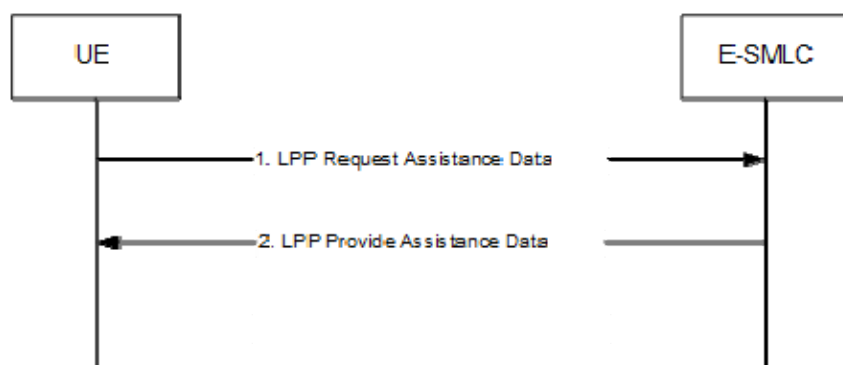 UE
E-SMLC
1. LPP Request Assistance Data
2. LPP Provide Assistance Data